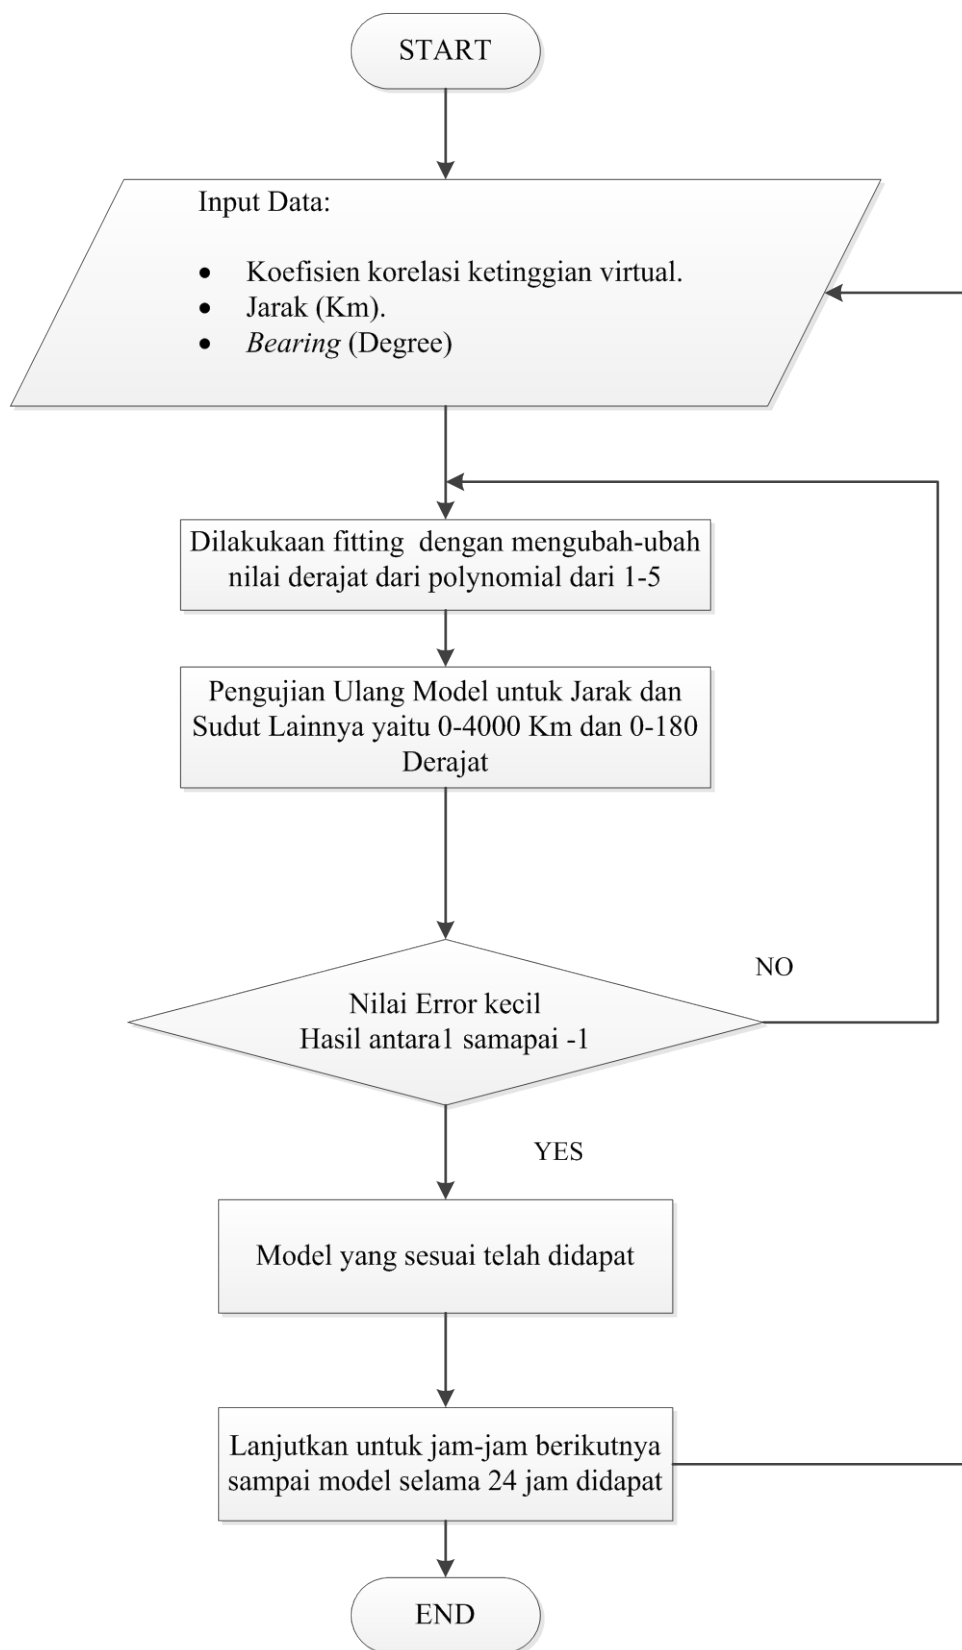 START
Input Data:
• Koefisien korelasi ketinggian virtual.
• Jarak (Km).
• Bearing (Degree)
Dilakukaan fitting dengan mengubah-ubah
nilai derajat dari polynomial dari 1-5
Pengujian Ulang Model untuk Jarak dan
Sudut Lainnya yaitu 0-4000 Km dan 0-180
Derajat
NO
Nilai Error kecil
Hasil antara1 samapai -1
YES
Model yang sesuai telah didapat
Lanjutkan untuk jam-jam berikutnya
sampai model selama 24 jam didapat
END